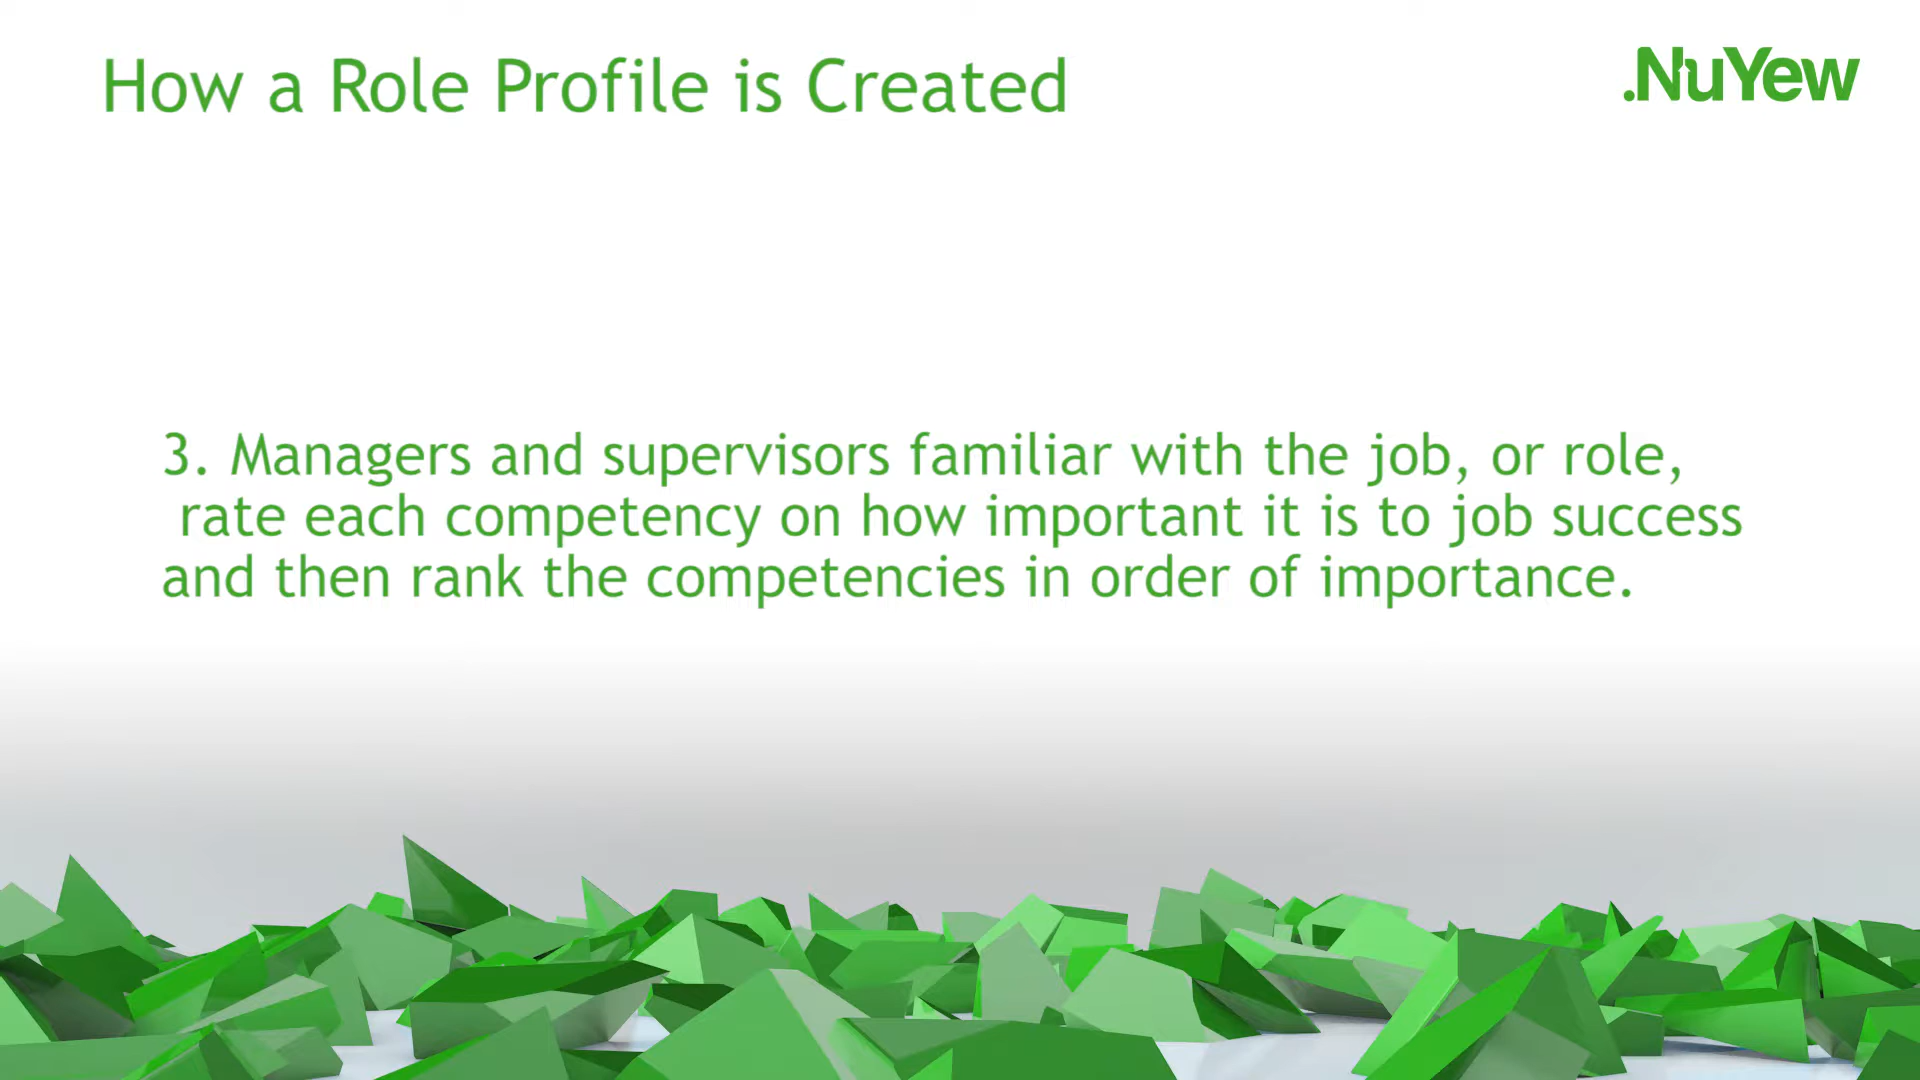 How a Role Profile is Created
.NuYew
3. Managers and supervisors familiar with the job, or role,
rate each competency on how important it is to job success
and then rank the competencies in order of importance.